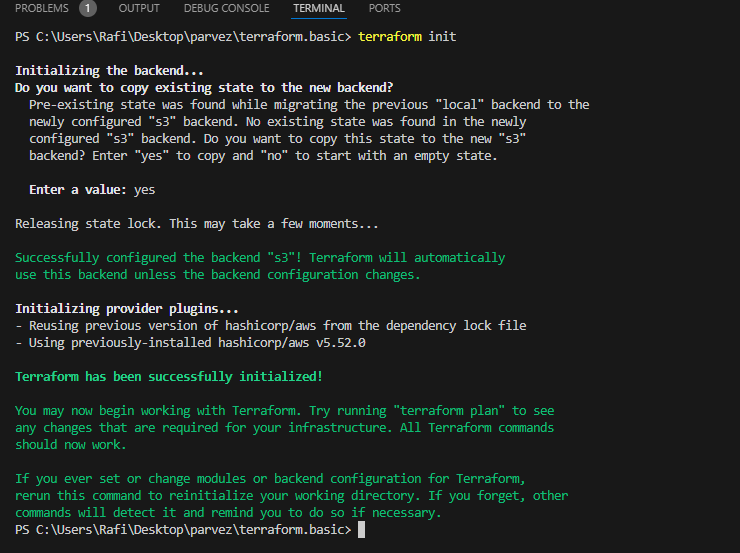 PROBLEMS 1 OUTPUT DEBUG CONSOLE TERMINAL PORTS
PS C:\Users\Rafi\Desktop\parvez\terraform.basic> terraform init
Initializing the backend...
Do you want to copy existing state to the new backend?
Pre-existing state was found while migrating the previous "local" backend to the
newly configured "s3" backend. No existing state was found in the newly
configured "s3" backend. Do you want to copy this state to the new "s3"
backend? Enter "yes" to copy and "no" to start with an empty state.
Enter a value: yes
Releasing state lock. This may take a few moments...
Successfully configured the backend "s3"! Terraform will automatically
use this backend unless the backend configuration changes.
Initializing provider plugins...
- Reusing previous version of hashicorp/aws from the dependency lock file
- Using previously-installed hashicorp/aws v5.52.0
Terraform has been successfully initialized!
You may now begin working with Terraform. Try running "terraform plan" to see
any changes that are required for your infrastructure. All Terraform commands
should now work.
If you ever set or change modules or backend configuration for Terraform,
rerun this command to reinitialize your working directory. If you forget, other
commands will detect it and remind you to do so if necessary.
PS C:\Users\Rafi\Desktop\parvez\terraform.basic>